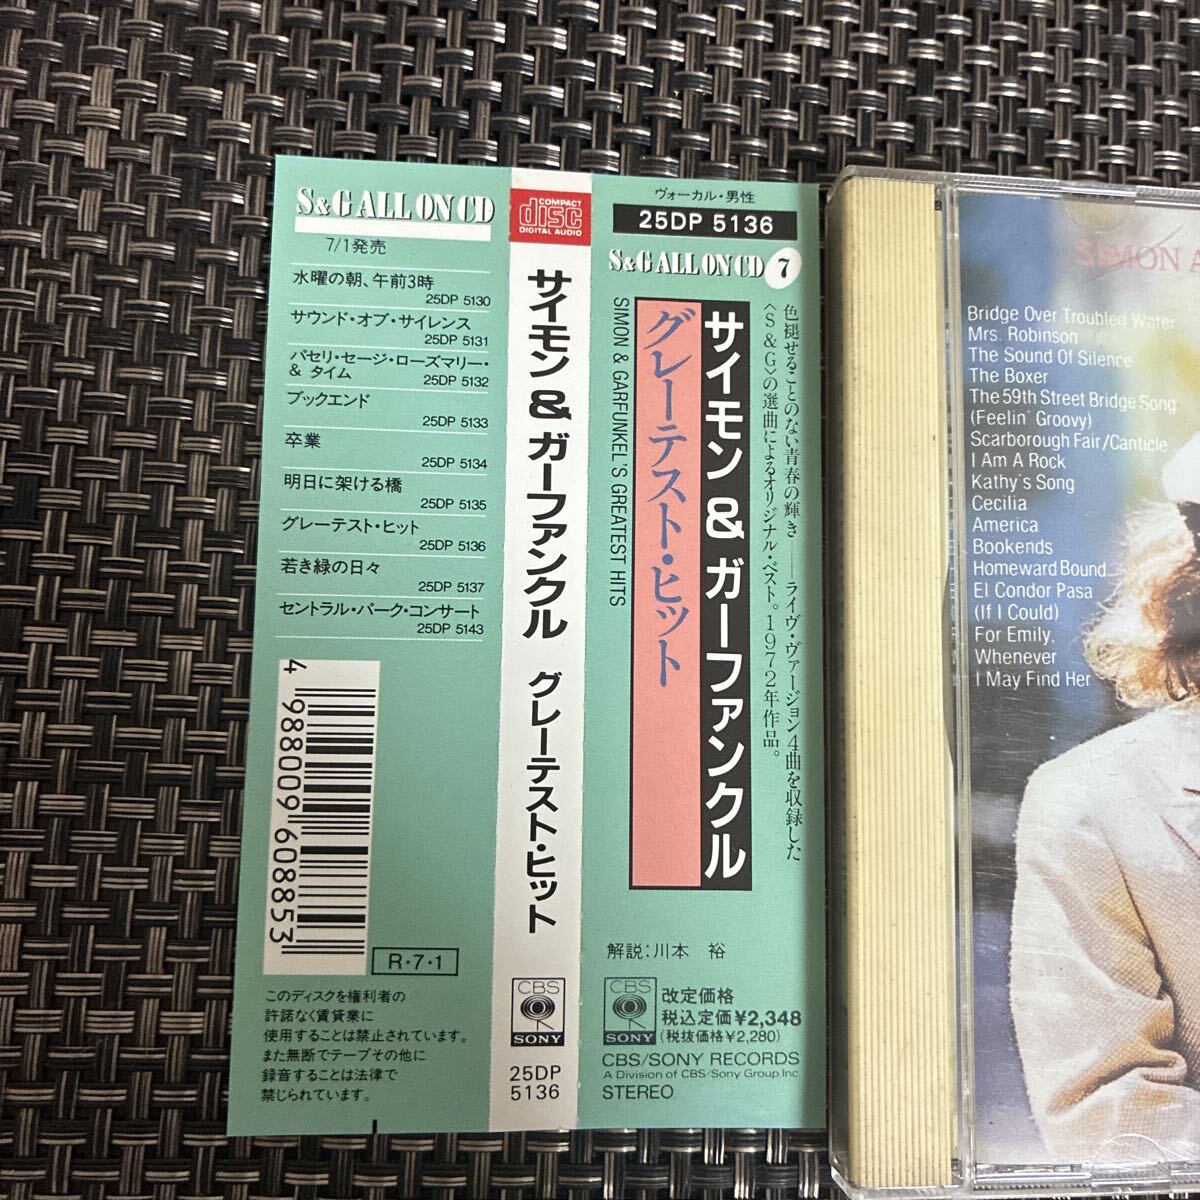 S&G ALL ON CD
7/1発売
水曜の朝、午前3時
25DP 5130
サウンド・オブ・サイレンス
25DP 5131
パセリ・セージ・ローズマリー・
& タイム
25DP 5132
ブックエンド
25DP 5133
卒業
25DP 5134
明日に架ける橋
25DP 5135
グレーテスト・ヒット
25DP 5136
若き緑の日々
25DP 5137
セントラル・パーク・コンサート
25DP 5143
4 988009 608853
R・7・1
このディスクを権利者の
許諾なく賃貸業に
使用することは禁止されています。
また無断でテープその他に
録音することは法律で
禁じられています。
COMPACT
disc
DIGITAL AUDIO
サイモン & ガーファンクル グレーテスト・ヒット
CBS
SONY
25DP
5136
ヴォーカル・男性
25DP 5136
S&G ALL ON CD 7
色褪せることのない青春の輝き——ライヴ・ヴァージョン4曲を収録した
〈S&G〉の選曲によるオリジナル・ベスト。1972年作品。
サイモン & ガーファンクル
グレーテスト・ヒット
SIMON & GARFUNKEL'S GREATEST HITS
解説:川本 裕
CBS
SONY
改定価格
税込定価¥2,348
(税抜価格¥2,280)
CBS/SONY RECORDS
A Division of CBS/Sony Group Inc.
STEREO
SIMON A
Bridge Over Troubled Water
Mrs. Robinson
The Sound Of Silence
The Boxer
The 59th Street Bridge Song
(Feelin' Groovy)
Scarborough Fair/Canticle
I Am A Rock
Kathy's Song
Cecilia
America
Bookends
Homeward Bound
El Condor Pasa
(If I Could)
For Emily,
Whenever
I May Find Her